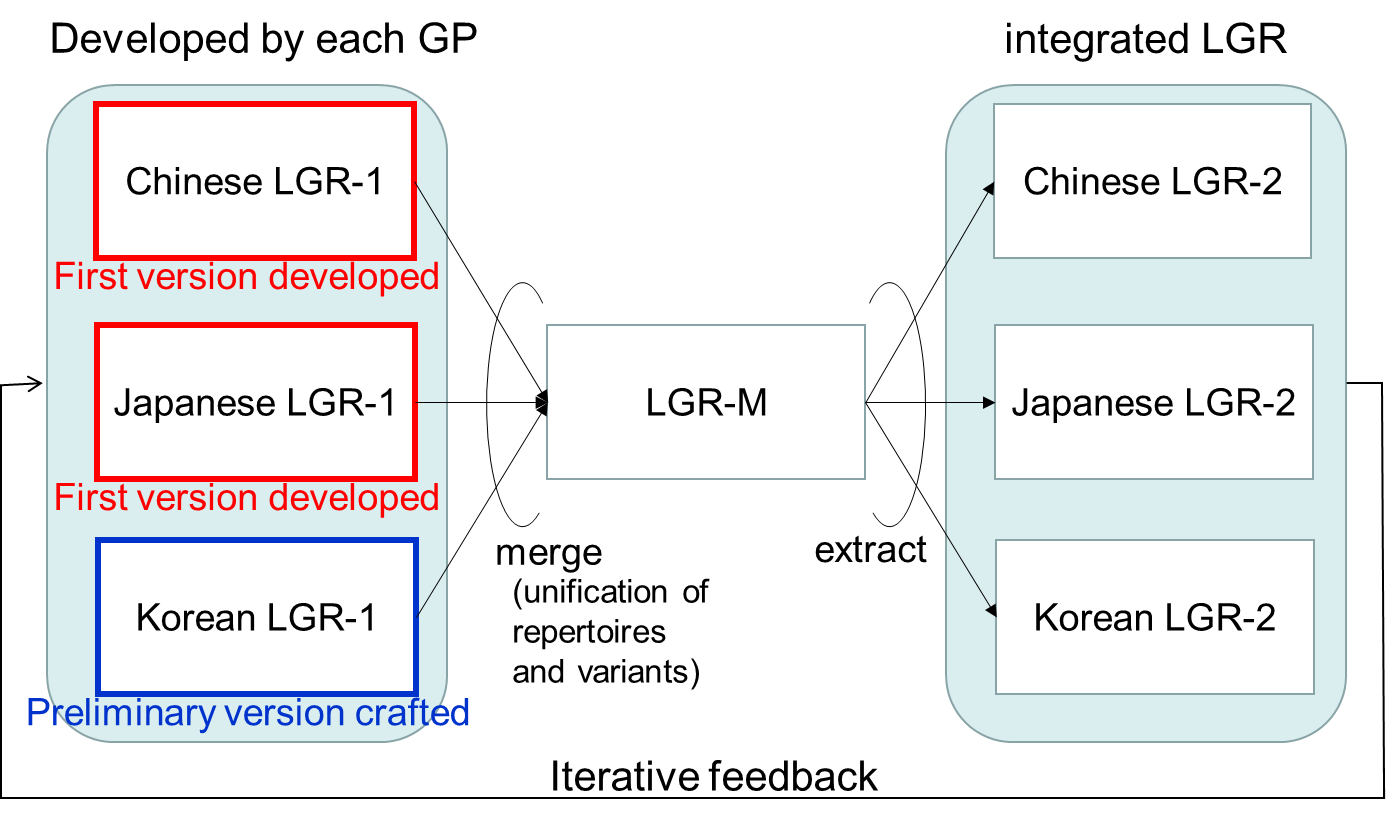 Developed by each GP
integrated LGR
Chinese LGR-1
First version developed
Japanese LGR-1
First version developed
Korean LGR-1
Preliminary version crafted
merge
(unification of
repertoires
and variants)
LGR-M
extract
Chinese LGR-2
Japanese LGR-2
Korean LGR-2
Iterative feedback